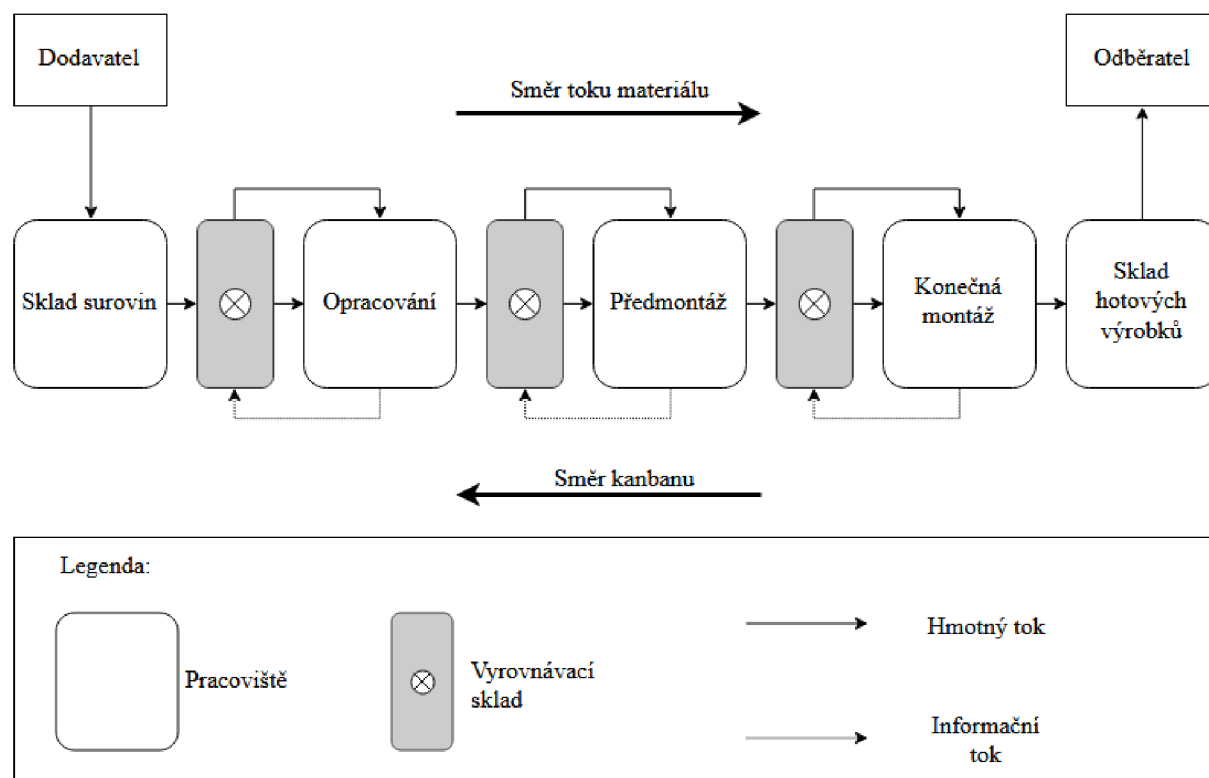 Dodavatel
Odběratel
Směr toku materiálu
Sklad surovin
Opracování
Předmontáž
Konečná
montáž
Sklad
hotových
výrobků
Směr kanbanu
Legenda:
Pracoviště
Vyrovnávací
sklad
Hmotný tok
Informační
tok